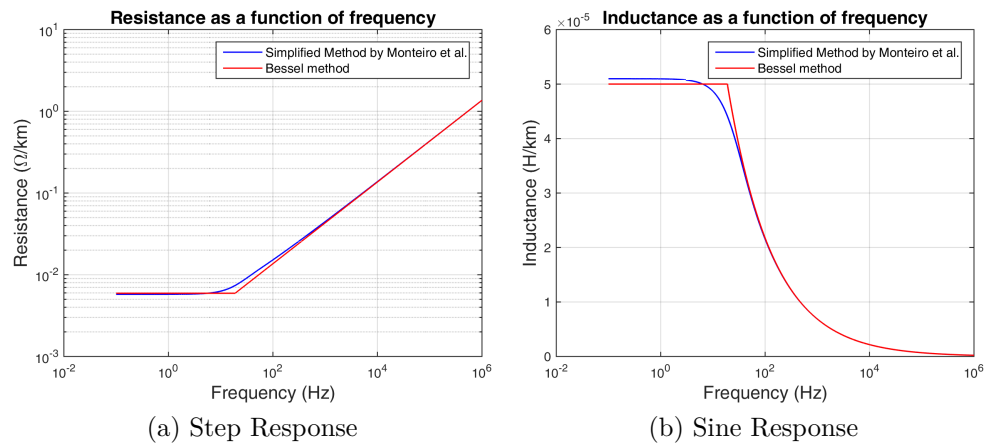 Resistance as a function of frequency
10^1
10^0
10^-1
10^-2
10^-3
Resistance (Ω/km)
Simplified Method by Monteiro et al.
Bessel method
10^-2 10^0 10^2 10^4 10^6
Frequency (Hz)
(a) Step Response
Inductance as a function of frequency
×10^-5
6
5
4
3
2
1
0
Inductance (H/km)
Simplified Method by Monteiro et al.
Bessel method
10^-2 10^0 10^2 10^4 10^6
Frequency (Hz)
(b) Sine Response